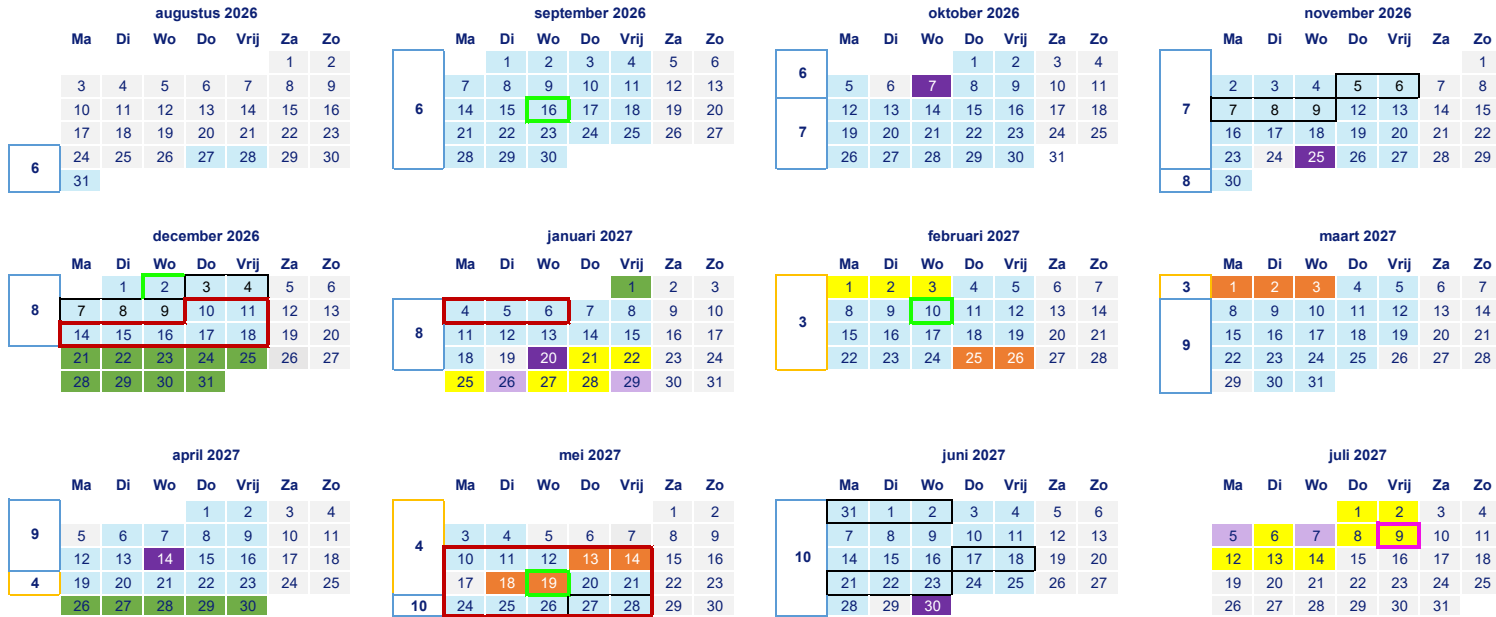 augustus 2026
Ma Di Wo Do Vrij Za Zo
1 2
3 4 5 6 7 8 9
10 11 12 13 14 15 16
17 18 19 20 21 22 23
6
24 25 26 27 28 29 30
31
september 2026
Ma Di Wo Do Vrij Za Zo
1 2 3 4 5 6
7 8 9 10 11 12 13
6 14 15 16 17 18 19 20
21 22 23 24 25 26 27
28 29 30
oktober 2026
Ma Di Wo Do Vrij Za Zo
6
1 2 3 4
5 6 7 8 9 10 11
7
12 13 14 15 16 17 18
19 20 21 22 23 24 25
26 27 28 29 30 31
november 2026
Ma Di Wo Do Vrij Za Zo
1
2 3 4 5 6 7 8
7 7 8 9 12 13 14 15
16 17 18 19 20 21 22
23 24 25 26 27 28 29
8 30
december 2026
Ma Di Wo Do Vrij Za Zo
1 2 3 4 5 6
8 7 8 9 10 11 12 13
14 15 16 17 18 19 20
21 22 23 24 25 26 27
28 29 30 31
januari 2027
Ma Di Wo Do Vrij Za Zo
1 2 3
4 5 6 7 8 9 10
8 11 12 13 14 15 16 17
18 19 20 21 22 23 24
25 26 27 28 29 30 31
februari 2027
Ma Di Wo Do Vrij Za Zo
1 2 3 4 5 6 7
3
8 9 10 11 12 13 14
15 16 17 18 19 20 21
22 23 24 25 26 27 28
maart 2027
Ma Di Wo Do Vrij Za Zo
3 1 2 3 4 5 6 7
8 9 10 11 12 13 14
9
15 16 17 18 19 20 21
22 23 24 25 26 27 28
29 30 31
april 2027
Ma Di Wo Do Vrij Za Zo
1 2 3 4
9 5 6 7 8 9 10 11
12 13 14 15 16 17 18
4 19 20 21 22 23 24 25
26 27 28 29 30
mei 2027
Ma Di Wo Do Vrij Za Zo
1 2
4
3 4 5 6 7 8 9
10 11 12 13 14 15 16
17 18 19 20 21 22 23
10 24 25 26 27 28 29 30
juni 2027
Ma Di Wo Do Vrij Za Zo
31 1 2 3 4 5 6
7 8 9 10 11 12 13
10 14 15 16 17 18 19 20
21 22 23 24 25 26 27
28 29 30
juli 2027
Ma Di Wo Do Vrij Za Zo
1 2 3 4
5 6 7 8 9 10 11
12 13 14 15 16 17 18
19 20 21 22 23 24 25
26 27 28 29 30 31